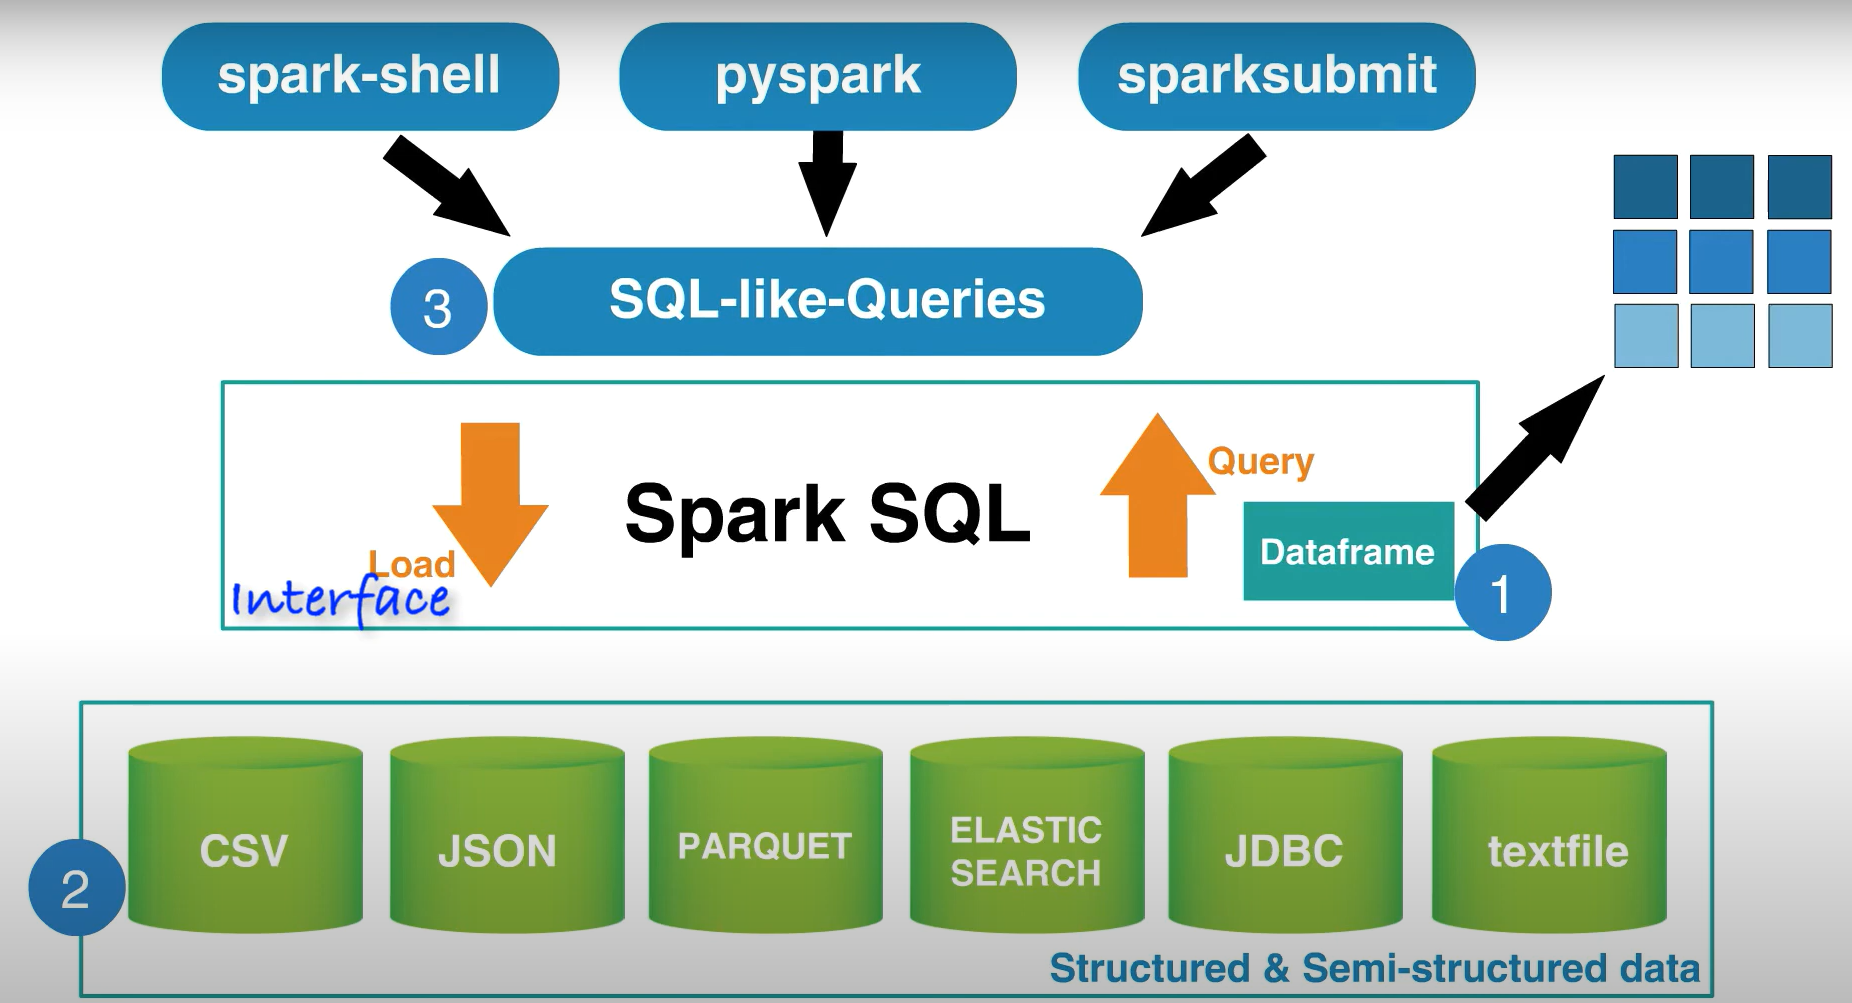 spark-shell
pyspark
sparksubmit
3
SQL-like-Queries
Query
Spark SQL
Load
Interface
Dataframe
1
CSV
JSON
PARQUET
ELASTIC
SEARCH
JDBC
textfile
2
Structured & Semi-structured data